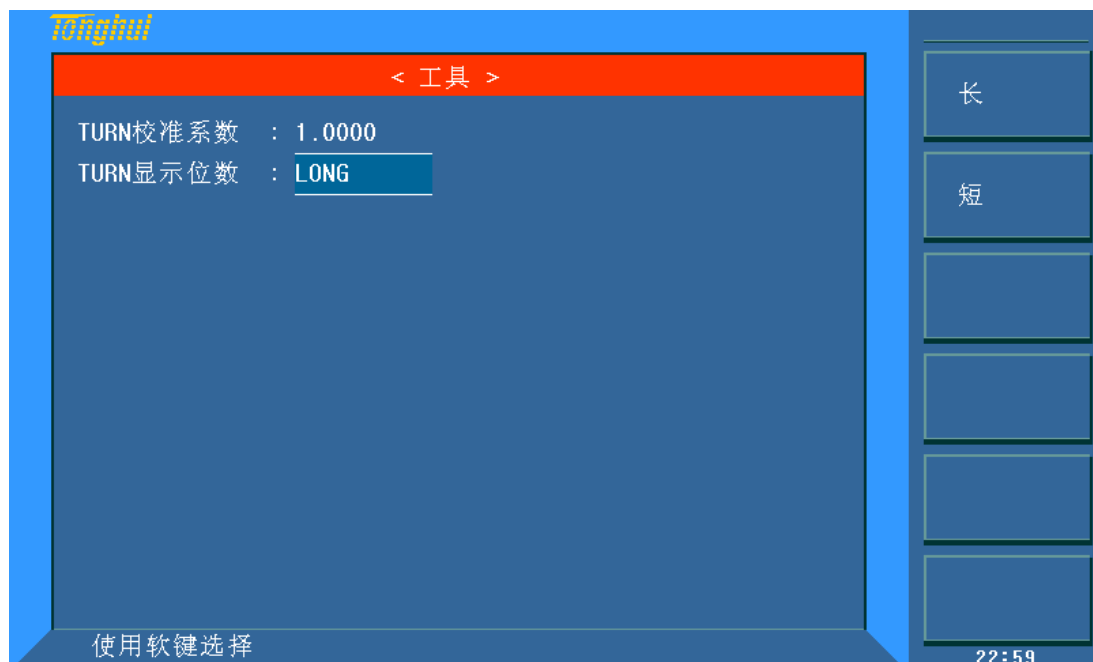 Tonghui
< 工具 >
TURN校准系数 : 1.0000
TURN显示位数 : LONG
长
短
使用软键选择
22:59